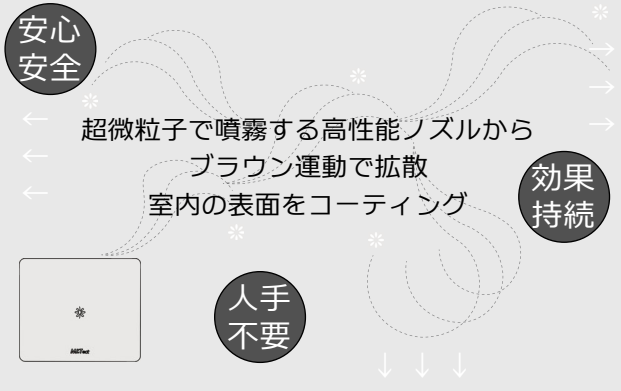 安心
安全
超微粒子で噴霧する高性能ノズルから
ブラウン運動で拡散
室内の表面をコーティング
効果
持続
人手
不要